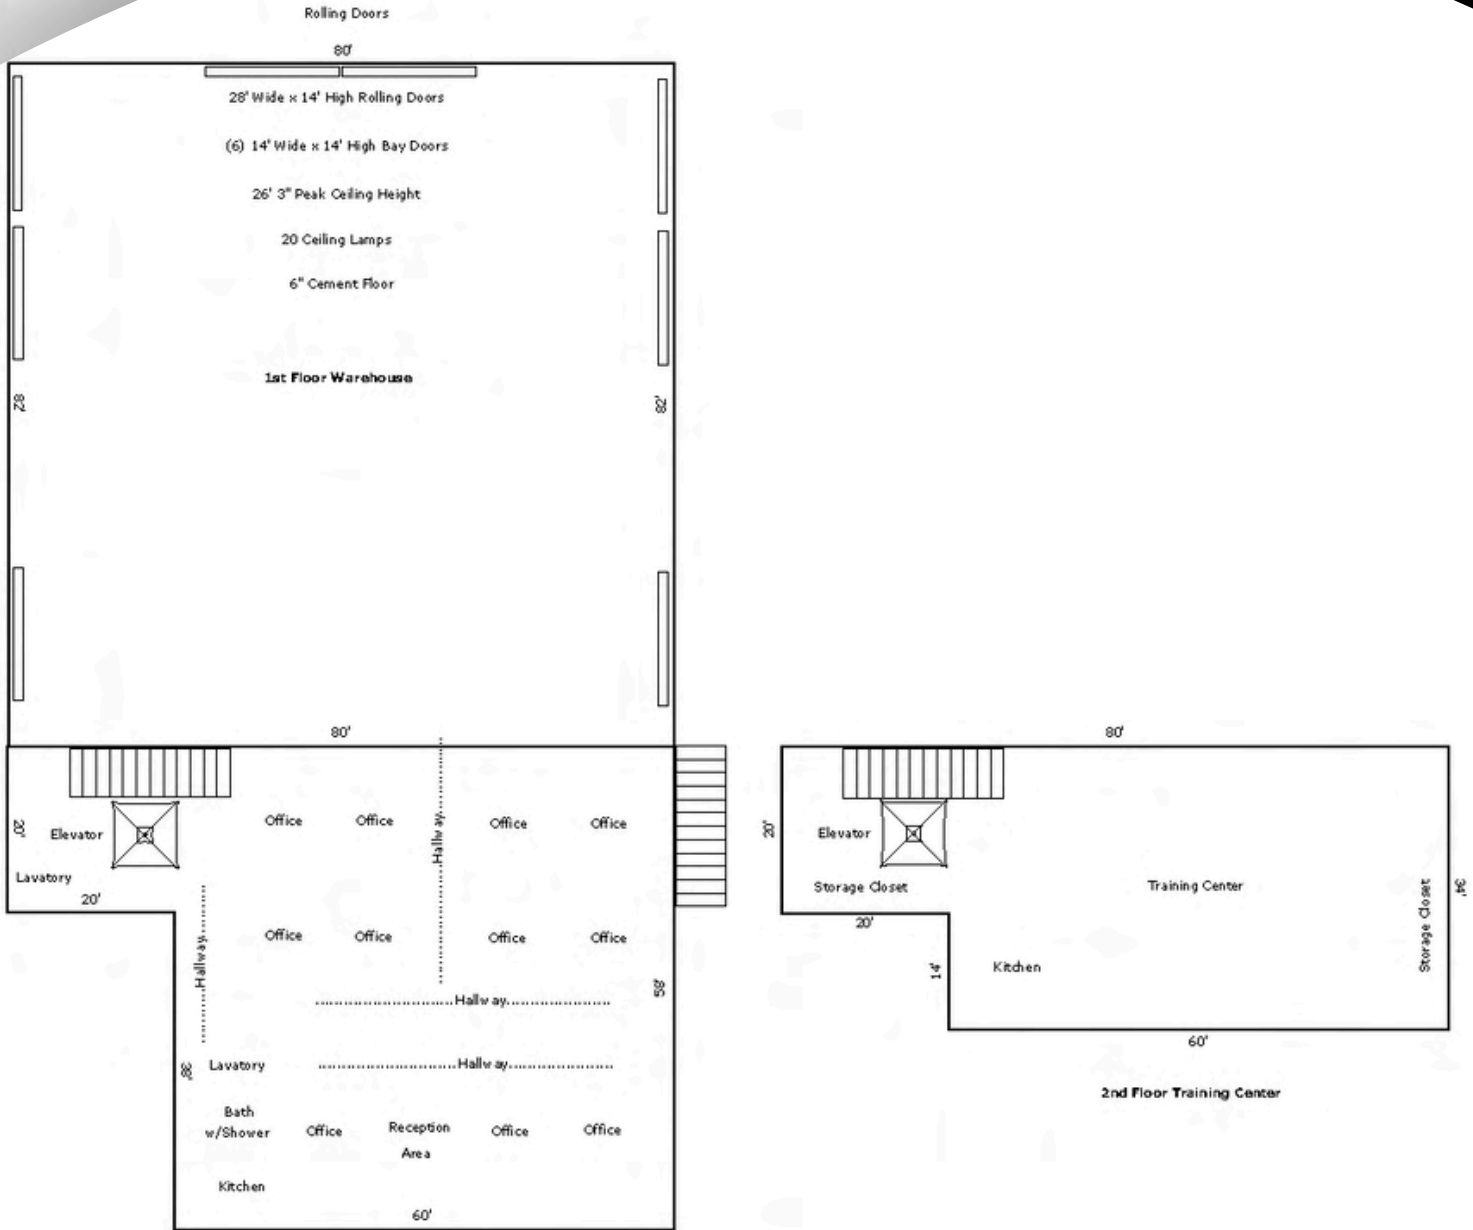 Rolling Doors
80'
28' Wide x 14' High Rolling Doors
(6) 14' Wide x 14' High Bay Doors
26' 3" Peak Ceiling Height
20 Ceiling Lamps
6" Cement Floor
1st Floor Warehouse
82'
82'
80'
Office
Office
Office
Office
Hallway
20'
Elevator
Lavatory
20'
Hallway
Office
Office
Office
Office
58'
Hallway
38'
Lavatory
Hallway
Bath
w/Shower
Office
Reception
Area
Office
Office
Kitchen
60'
80'
20'
Elevator
Storage Closet
20'
Training Center
Storage Closet
34'
14'
Kitchen
60'
2nd Floor Training Center